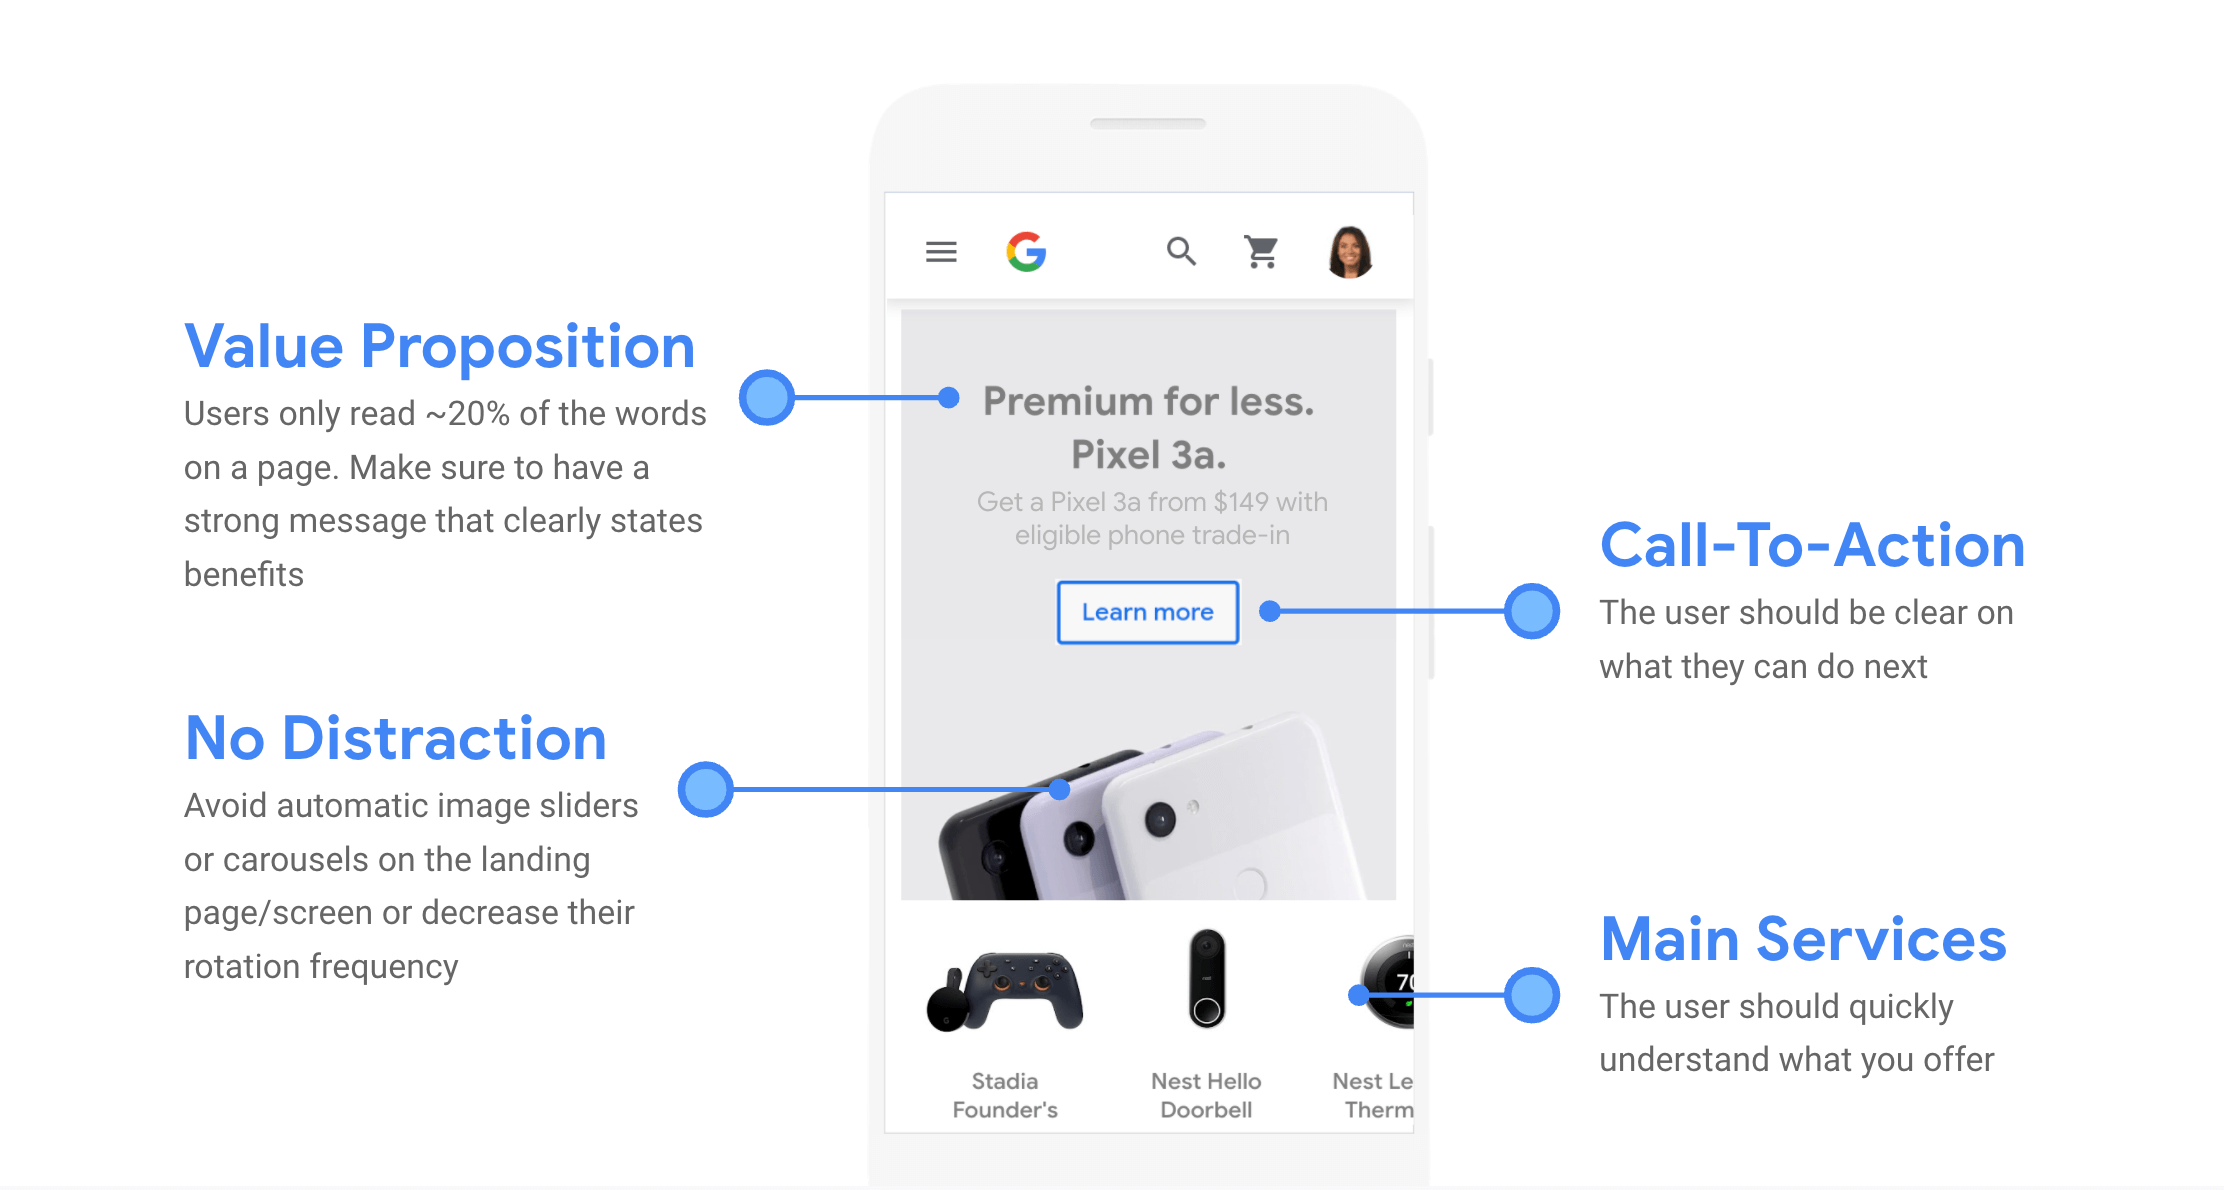 Value Proposition
Users only read ~20% of the words
on a page. Make sure to have a
strong message that clearly states
benefits
No Distraction
Avoid automatic image sliders
or carousels on the landing
page/screen or decrease their
rotation frequency
Premium for less.
Pixel 3a.
Get a Pixel 3a from $149 with
eligible phone trade-in
Learn more
Stadia
Founder's
Nest Hello
Doorbell
70
Nest Le
Therm
Call-To-Action
The user should be clear on
what they can do next
Main Services
The user should quickly
understand what you offer